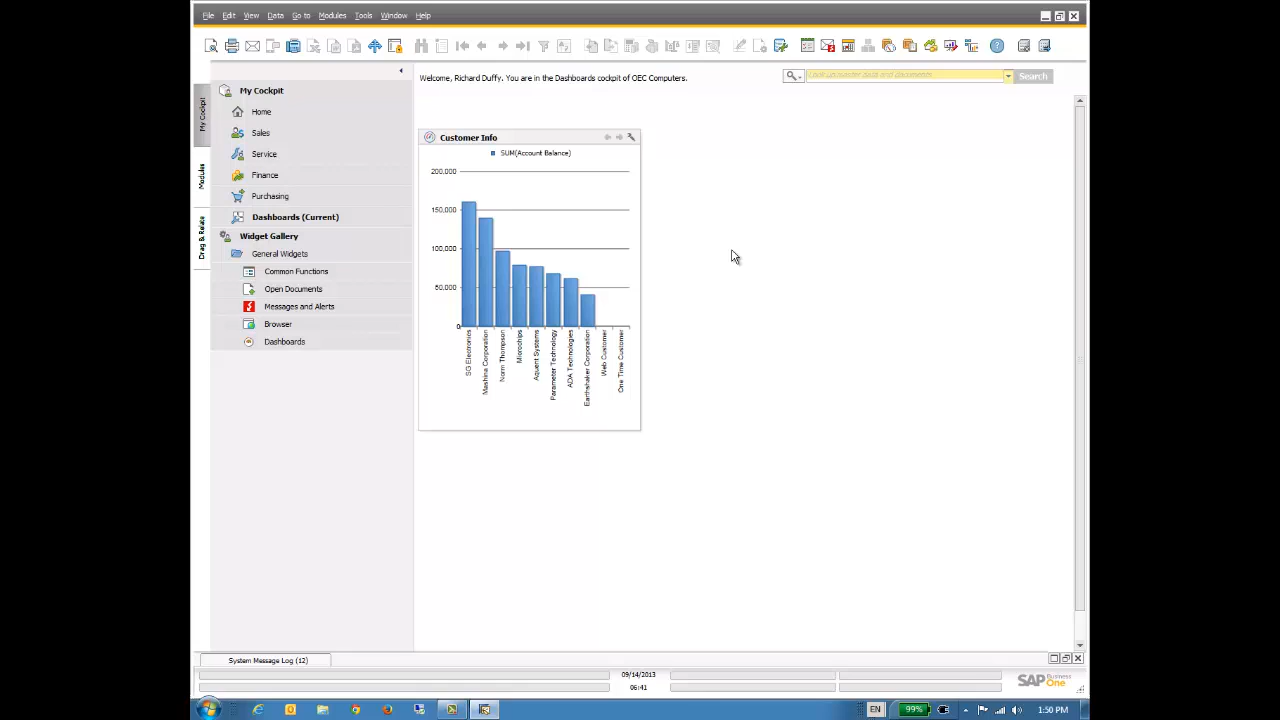 File Edit View Data Go to Modules Tools Window Help
Welcome, Richard Duffy. You are in the Dashboards cockpit of OEC Computers.
Search
My Cockpit
Modules
Drag & Relate
My Cockpit
Home
Sales
Service
Finance
Purchasing
Dashboards (Current)
Widget Gallery
General Widgets
Common Functions
Open Documents
Messages and Alerts
Browser
Dashboards
Customer Info
SUM(Account Balance)
200,000
150,000
100,000
50,000
0
SG Electronics
Mashina Corporation
Norm Thompson
Microchips
Aquent Systems
Parameter Technology
ADA Technologies
Earthshaker Corporation
Web Customer
One Time Customer
System Message Log (12)
09/14/2013
06:41
SAP Business One
EN
99%
1:50 PM